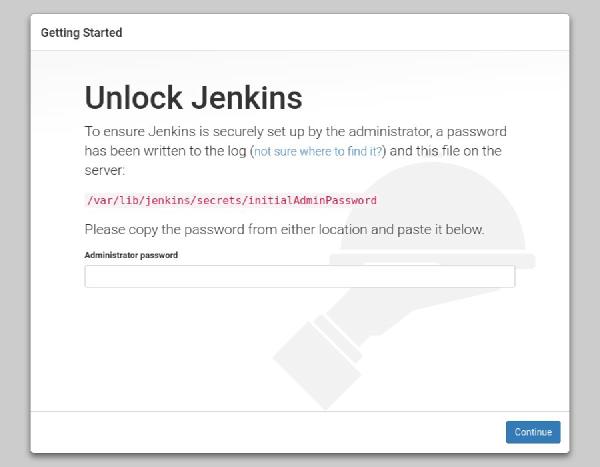 Getting Started
Unlock Jenkins
To ensure Jenkins is securely set up by the administrator, a password
has been written to the log (not sure where to find it?) and this file on the
server:
/var/lib/jenkins/secrets/initialAdminPassword
Please copy the password from either location and paste it below.
Administrator password
Continue